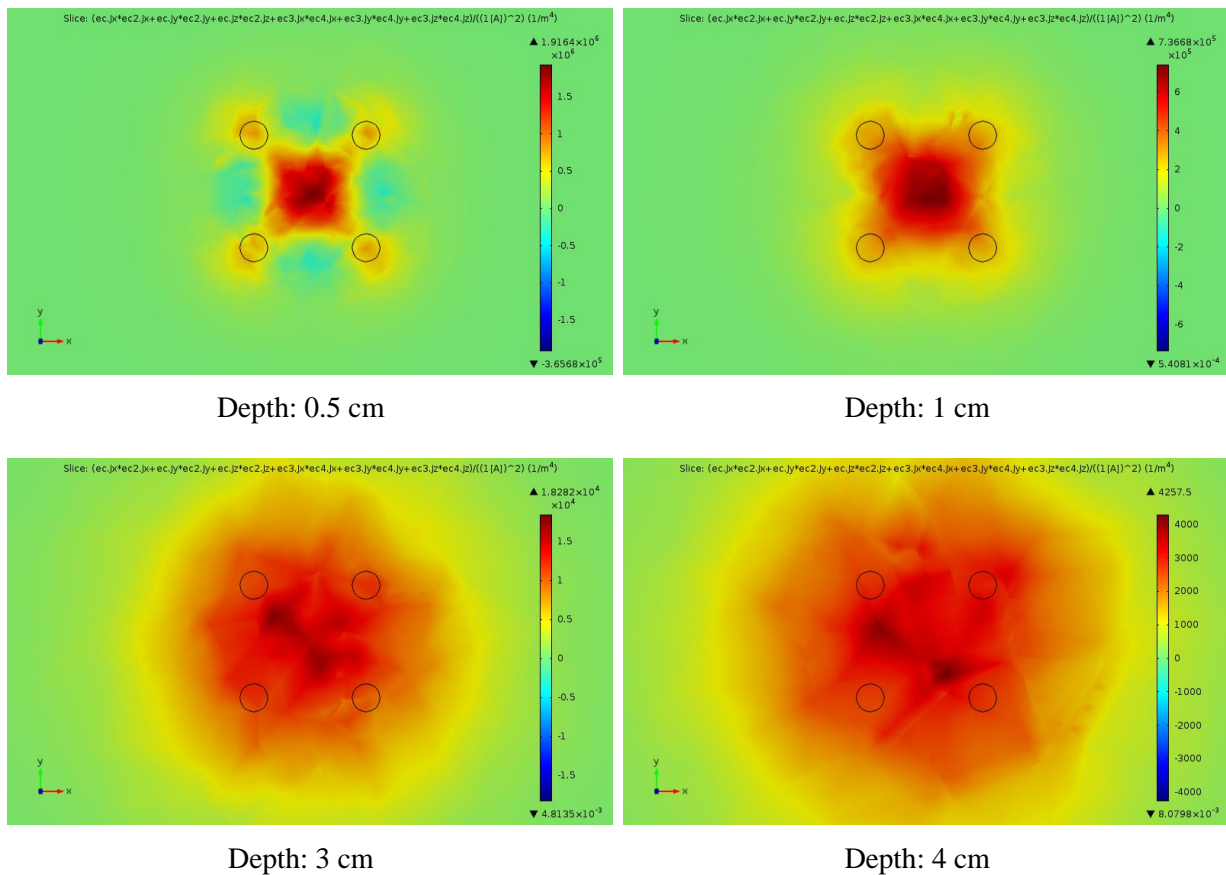 Slice: (ec.Jx*ec2.Jx+ec.Jy*ec2.Jy+ec.Jz*ec2.Jz+ec3.Jx*ec4.Jx+ec3.Jy*ec4.Jy+ec3.Jz*ec4.Jz)/((1[A])^2) (1/m⁴)
▲ 1.9164×10⁶
×10⁶
1.5
1
0.5
0
-0.5
-1
-1.5
y
x
▼ -3.6568×10⁵
Depth: 0.5 cm
Slice: (ec.Jx*ec2.Jx+ec.Jy*ec2.Jy+ec.Jz*ec2.Jz+ec3.Jx*ec4.Jx+ec3.Jy*ec4.Jy+ec3.Jz*ec4.Jz)/((1[A])^2) (1/m⁴)
▲ 7.3668×10⁵
×10⁵
6
4
2
0
-2
-4
-6
y
x
▼ 5.4081×10⁻⁴
Depth: 1 cm
Slice: (ec.Jx*ec2.Jx+ec.Jy*ec2.Jy+ec.Jz*ec2.Jz+ec3.Jx*ec4.Jx+ec3.Jy*ec4.Jy+ec3.Jz*ec4.Jz)/((1[A])^2) (1/m⁴)
▲ 1.8282×10⁴
×10⁴
1.5
1
0.5
0
-0.5
-1
-1.5
y
x
▼ 4.8135×10⁻³
Depth: 3 cm
Slice: (ec.Jx*ec2.Jx+ec.Jy*ec2.Jy+ec.Jz*ec2.Jz+ec3.Jx*ec4.Jx+ec3.Jy*ec4.Jy+ec3.Jz*ec4.Jz)/((1[A])^2) (1/m⁴)
▲ 4257.5
4000
3000
2000
1000
0
-1000
-2000
-3000
-4000
y
x
▼ 8.0798×10⁻³
Depth: 4 cm